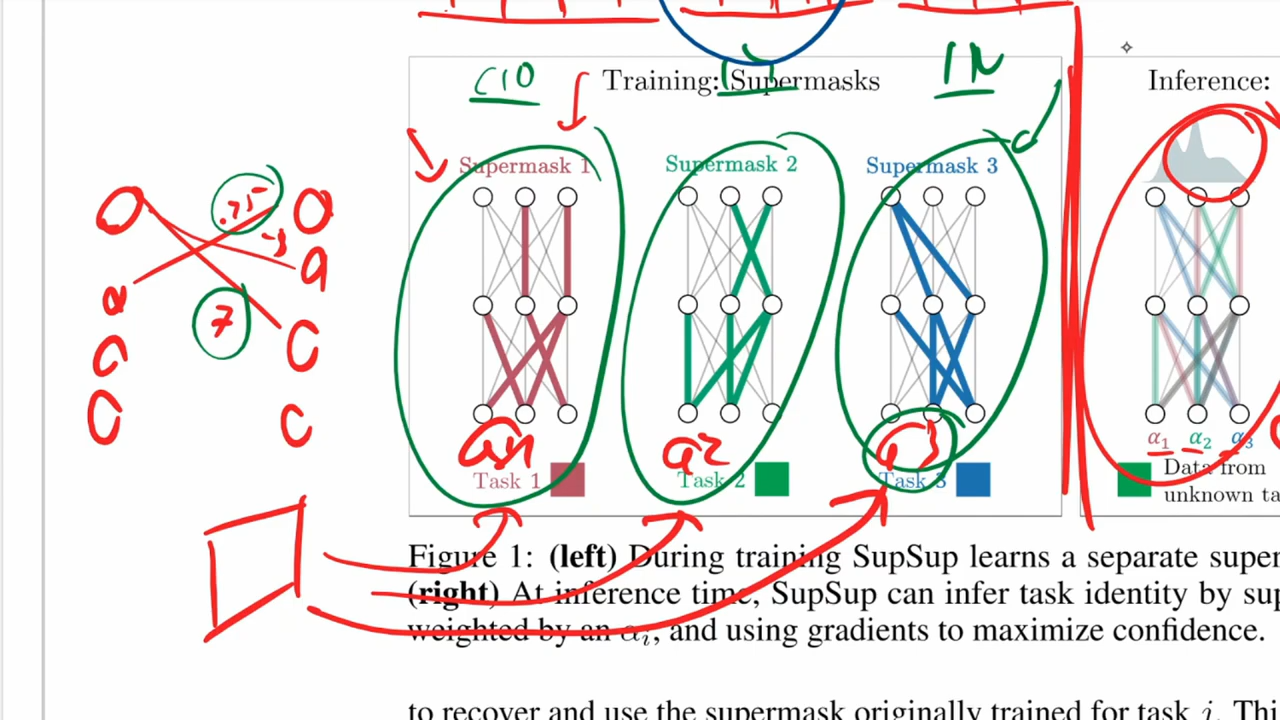 C10
IN
Training: Supermasks
Inference:
Supermask 1
Supermask 2
Supermask 3
.75
7
α1 α2 α3
a2
a3
Task 1
Task 2
Task 3
Data from
unknown ta
Figure 1: (left) During training SupSup learns a separate super
(right) At inference time, SupSup can infer task identity by sup
weighted by an αi, and using gradients to maximize confidence.
to recover and use the supermask originally trained for task i. Thi